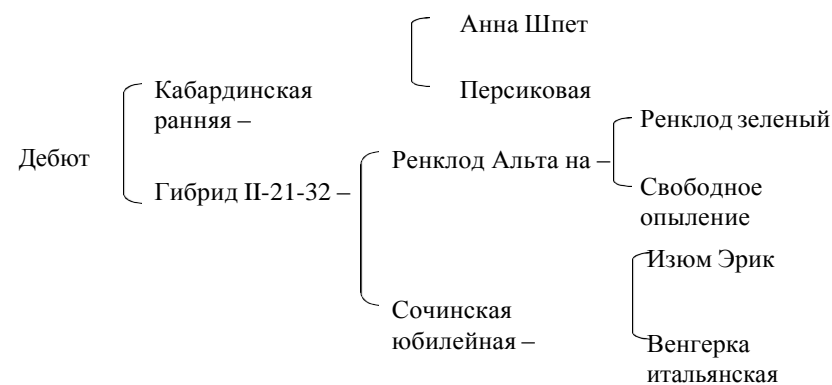 Анна Шпет
Кабардинская
ранняя –
Персиковая
Ренклод зеленый
Дебют
Ренклод Альта на –
Гибрид II-21-32 –
Свободное
опыление
Изюм Эрик
Сочинская
юбилейная –
Венгерка
итальянская